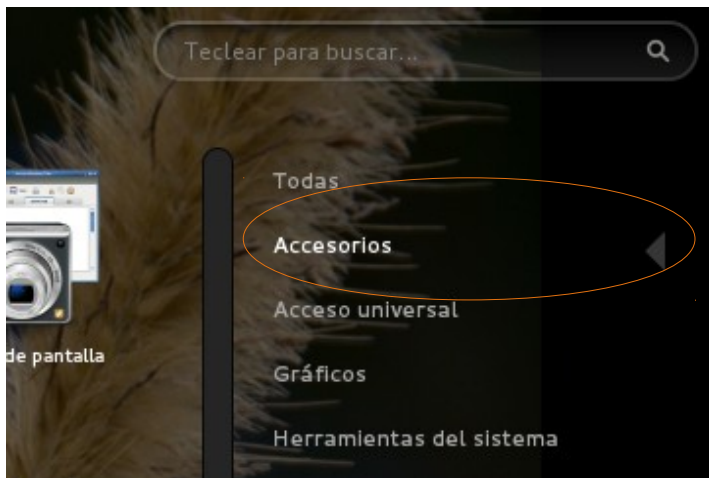 Teclear para buscar...
Todas
Accesorios
Acceso universal
de pantalla
Gráficos
Herramientas del sistema